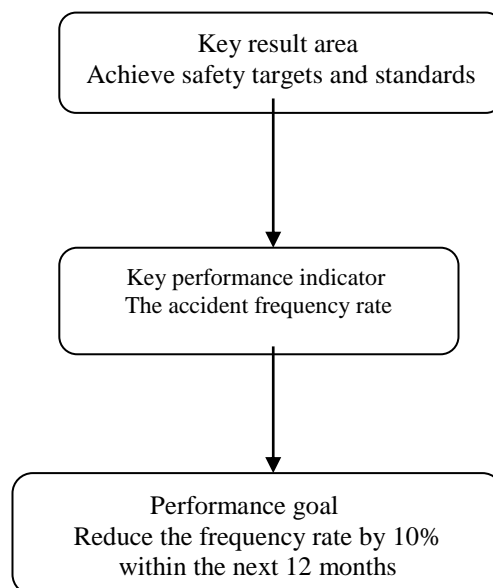 Key result area
Achieve safety targets and standards
Key performance indicator
The accident frequency rate
Performance goal
Reduce the frequency rate by 10%
within the next 12 months